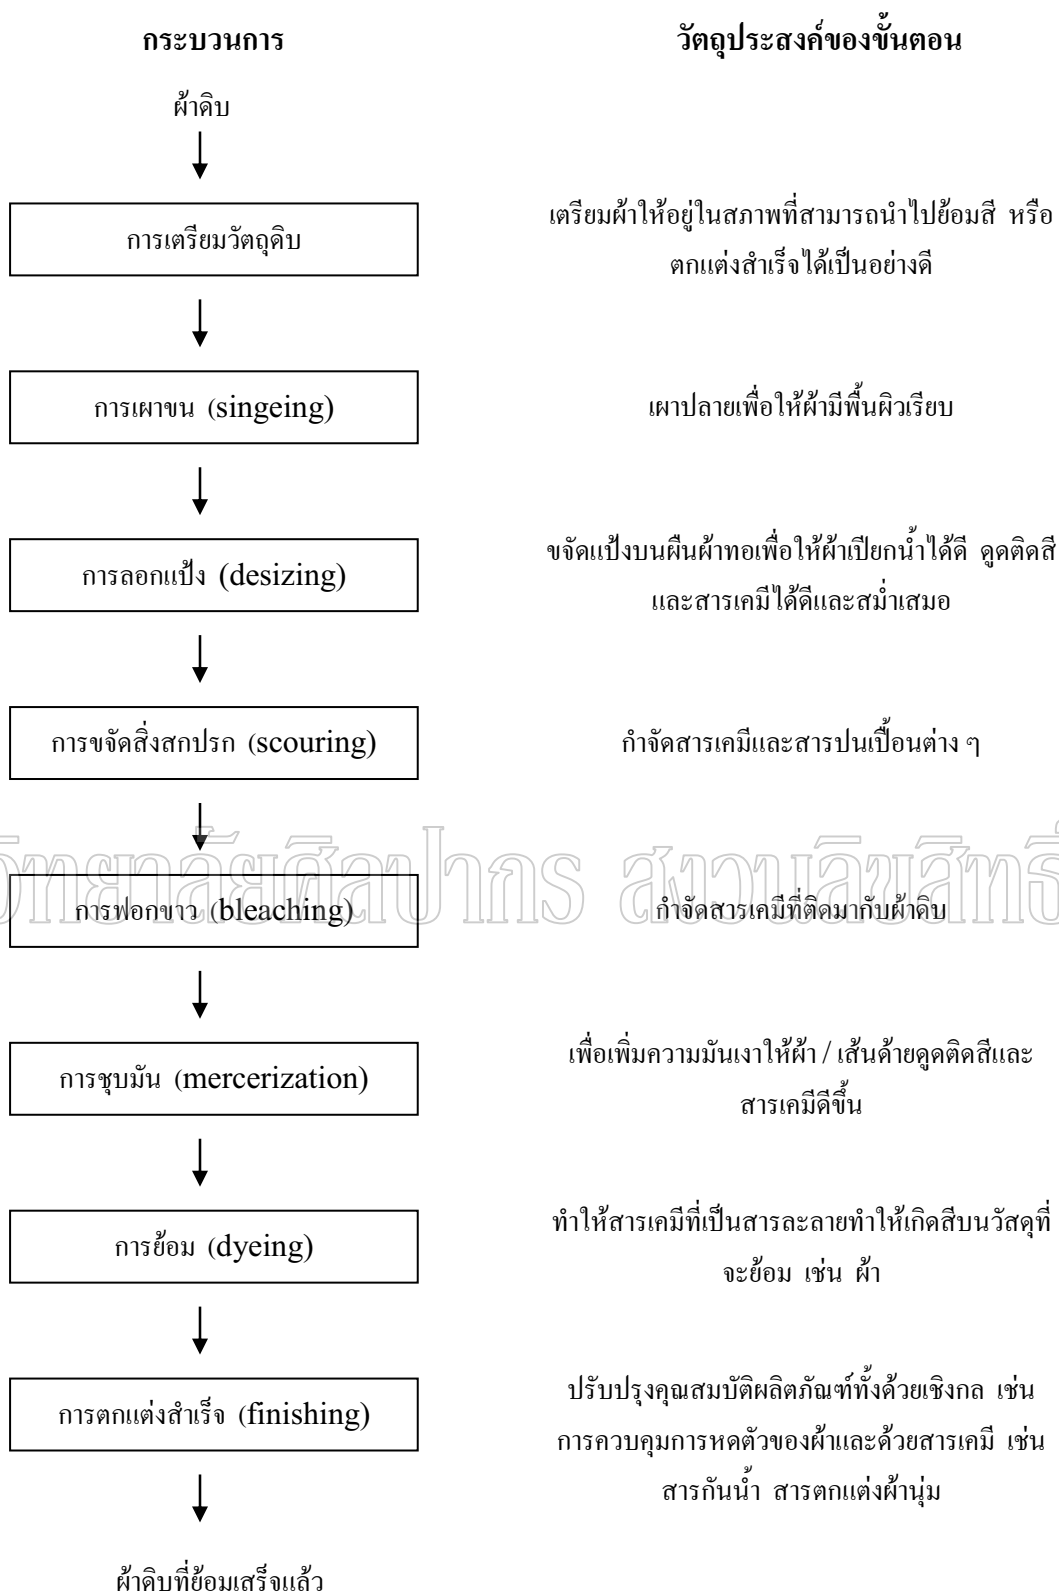 กระบวนการ
วัตถุประสงค์ของขั้นตอน
ผ้าดิบ
การเตรียมวัตถุดิบ
เตรียมผ้าให้อยู่ในสภาพที่สามารถนำไปย้อมสี หรือ
ตกแต่งสำเร็จได้เป็นอย่างดี
การเผาขน (singeing)
เผาปลายเพื่อให้ผ้ามีพื้นผิวเรียบ
การลอกแป้ง (desizing)
ขจัดแป้งบนผืนผ้าทอเพื่อให้ผ้าเปียกน้ำได้ดี ดูดติดสี
และสารเคมีได้ดีและสม่ำเสมอ
การขจัดสิ่งสกปรก (scouring)
กำจัดสารเคมีและสารปนเปื้อนต่าง ๆ
วิทยาลัยศิลปากร สงวนลิขสิทธิ์
การฟอกขาว (bleaching)
กำจัดสารเคมีที่ติดมากับผ้าดิบ
การชุบมัน (mercerization)
เพื่อเพิ่มความมันเงาให้ผ้า / เส้นด้ายดูดติดสีและ
สารเคมีดีขึ้น
การย้อม (dyeing)
ทำให้สารเคมีที่เป็นสารละลายทำให้เกิดสีบนวัสดุที่
จะย้อม เช่น ผ้า
การตกแต่งสำเร็จ (finishing)
ปรับปรุงคุณสมบัติผลิตภัณฑ์ทั้งด้วยเชิงกล เช่น
การควบคุมการหดตัวของผ้าและด้วยสารเคมี เช่น
สารกันน้ำ สารตกแต่งผ้านุ่ม
ผ้าดิบที่ย้อมเสร็จแล้ว